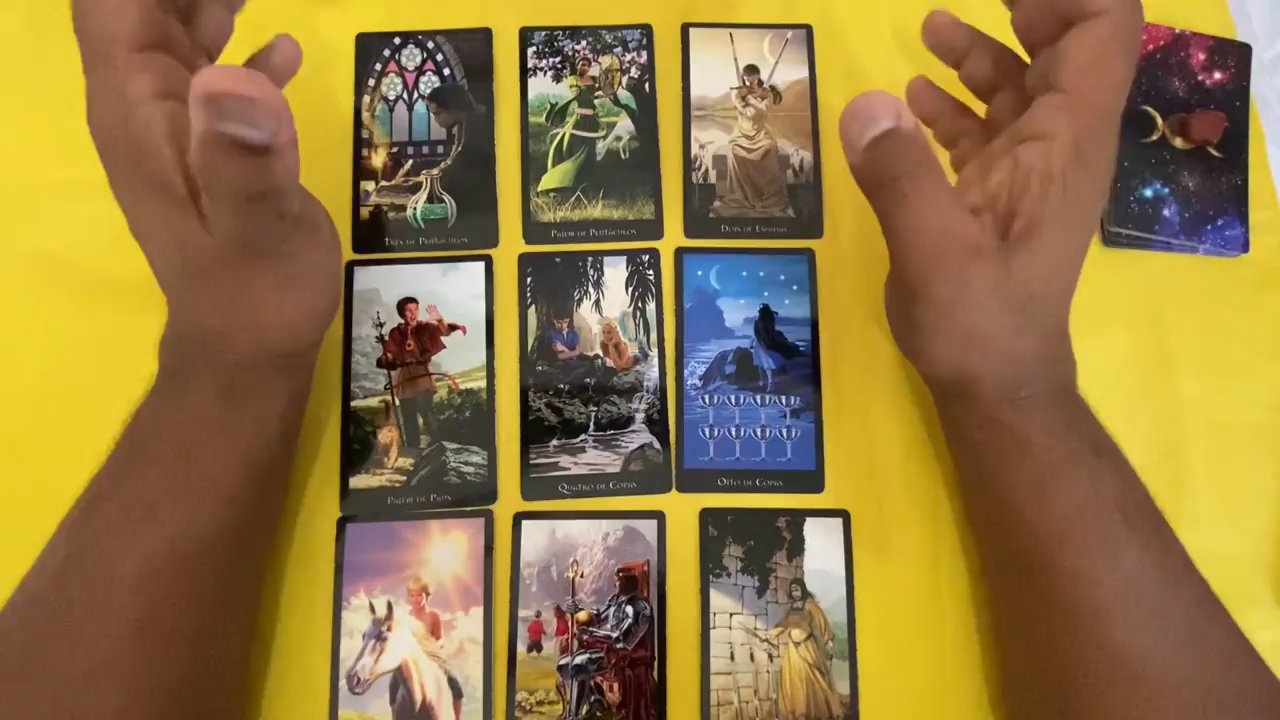 Três de Pentáculos
Pajem de Pentáculos
Dois de Espadas
Pajem de Paus
Quatro de Copas
Oito de Copas